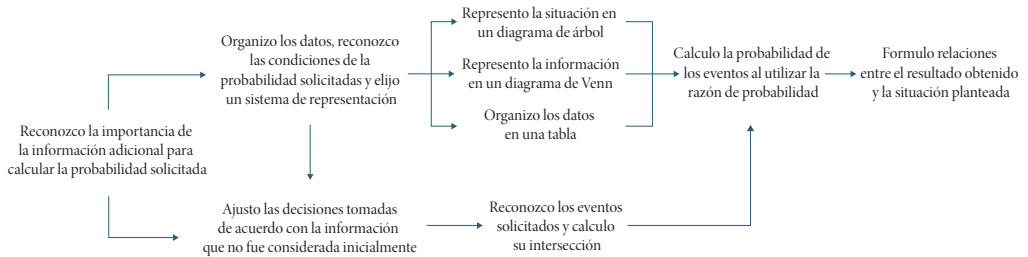 Reconozco la importancia de
la información adicional para
calcular la probabilidad solicitada
Organizo los datos, reconozco
las condiciones de la
probabilidad solicitadas y elijo
un sistema de representación
Represento la situación en
un diagrama de árbol
Represento la información
en un diagrama de Venn
Organizo los datos
en una tabla
Calculo la probabilidad de
los eventos al utilizar la
razón de probabilidad
Formulo relaciones
entre el resultado obtenido
y la situación planteada
Ajusto las decisiones tomadas
de acuerdo con la información
que no fue considerada inicialmente
Reconozco los eventos
solicitados y calculo
su intersección